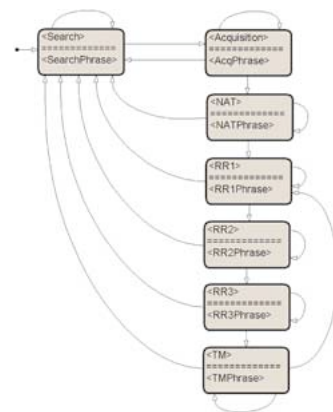 <Search>
============
<SearchPhrase>
<Acquisition>
============
<AcqPhrase>
<NAT>
============
<NATPhrase>
<RR1>
============
<RR1Phrase>
<RR2>
============
<RR2Phrase>
<RR3>
============
<RR3Phrase>
<TM>
============
<TMPhrase>